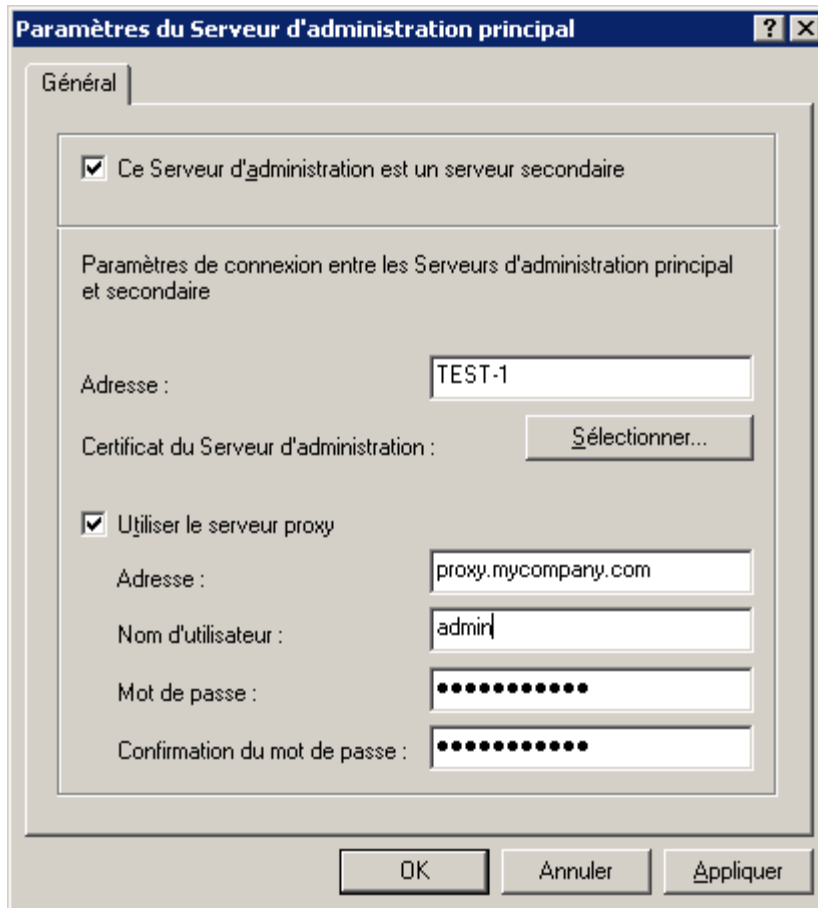 Paramètres du Serveur d'administration principal
Général
Ce Serveur d'administration est un serveur secondaire
Paramètres de connexion entre les Serveurs d'administration principal
et secondaire
Adresse : TEST-1
Certificat du Serveur d'administration : Sélectionner...
Utiliser le serveur proxy
Adresse : proxy.mycompany.com
Nom d'utilisateur : admin
Mot de passe : •••••••••••
Confirmation du mot de passe : •••••••••••
OK Annuler Appliquer